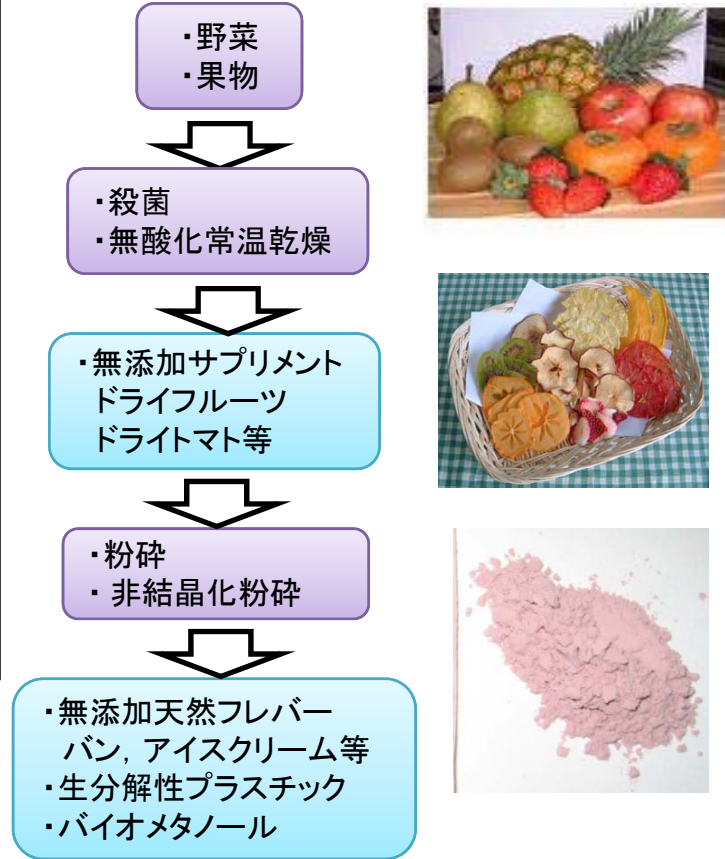 ・野菜
・果物
・殺菌
・無酸化常温乾燥
・無添加サプリメント
ドライフルーツ
ドライトマト等
・粉砕
・非結晶化粉砕
・無添加天然フレバー
バン，アイスクリーム等
・生分解性プラスチック
・バイオメタノール